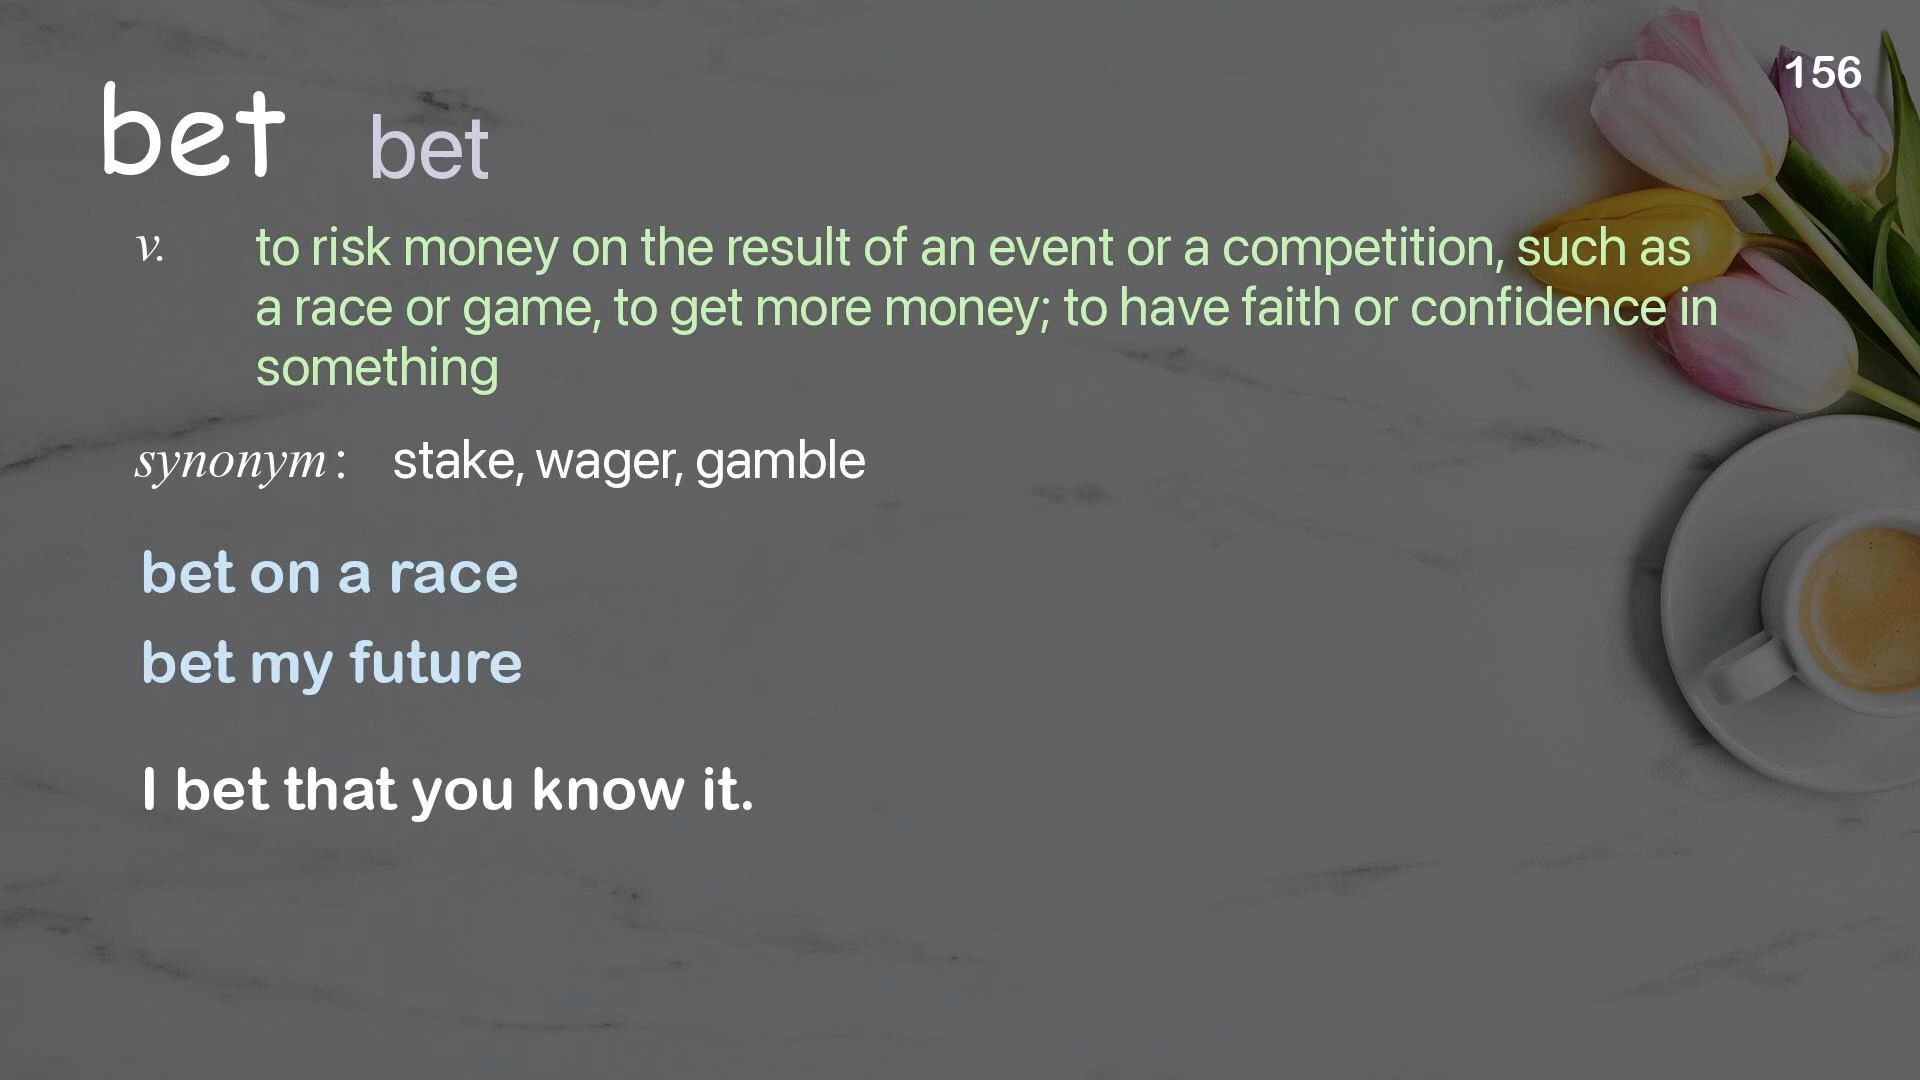 156
bet bet
v. to risk money on the result of an event or a competition, such as
a race or game, to get more money; to have faith or confidence in
something
synonym: stake, wager, gamble
bet on a race
bet my future
I bet that you know it.